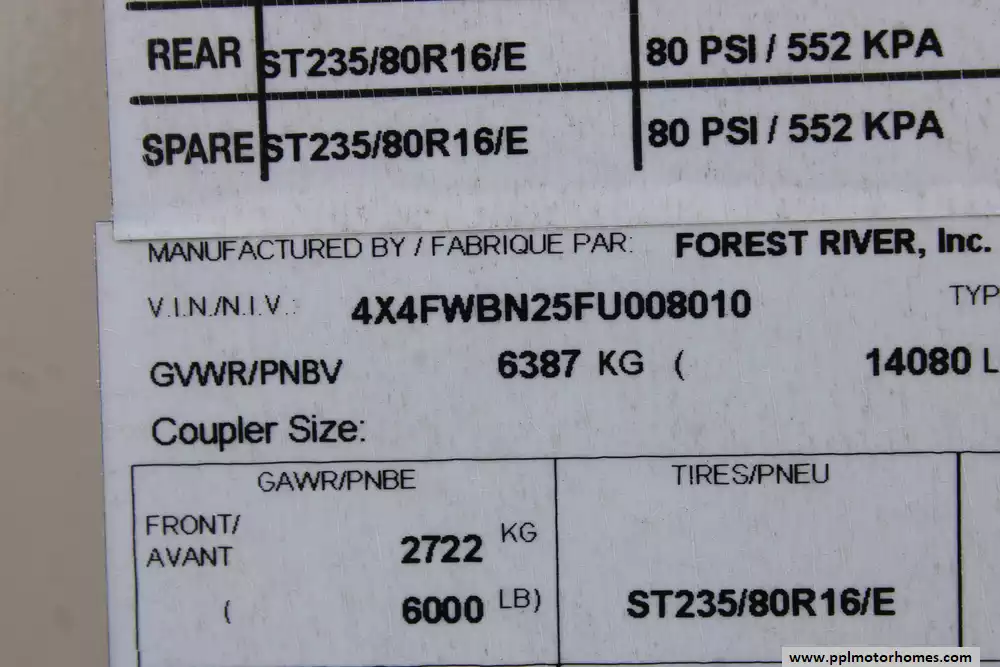 REAR ST235/80R16/E 80 PSI / 552 KPA
SPARE ST235/80R16/E 80 PSI / 552 KPA
MANUFACTURED BY / FABRIQUE PAR: FOREST RIVER, Inc.
V.I.N./N.I.V.: 4X4FWBN25FU008010 TYP
GVWR/PNBV 6387 KG ( 14080 L
Coupler Size:
GAWR/PNBE TIRES/PNEU
FRONT/
AVANT 2722 KG
( 6000 LB) ST235/80R16/E
www.pplmotorhomes.com